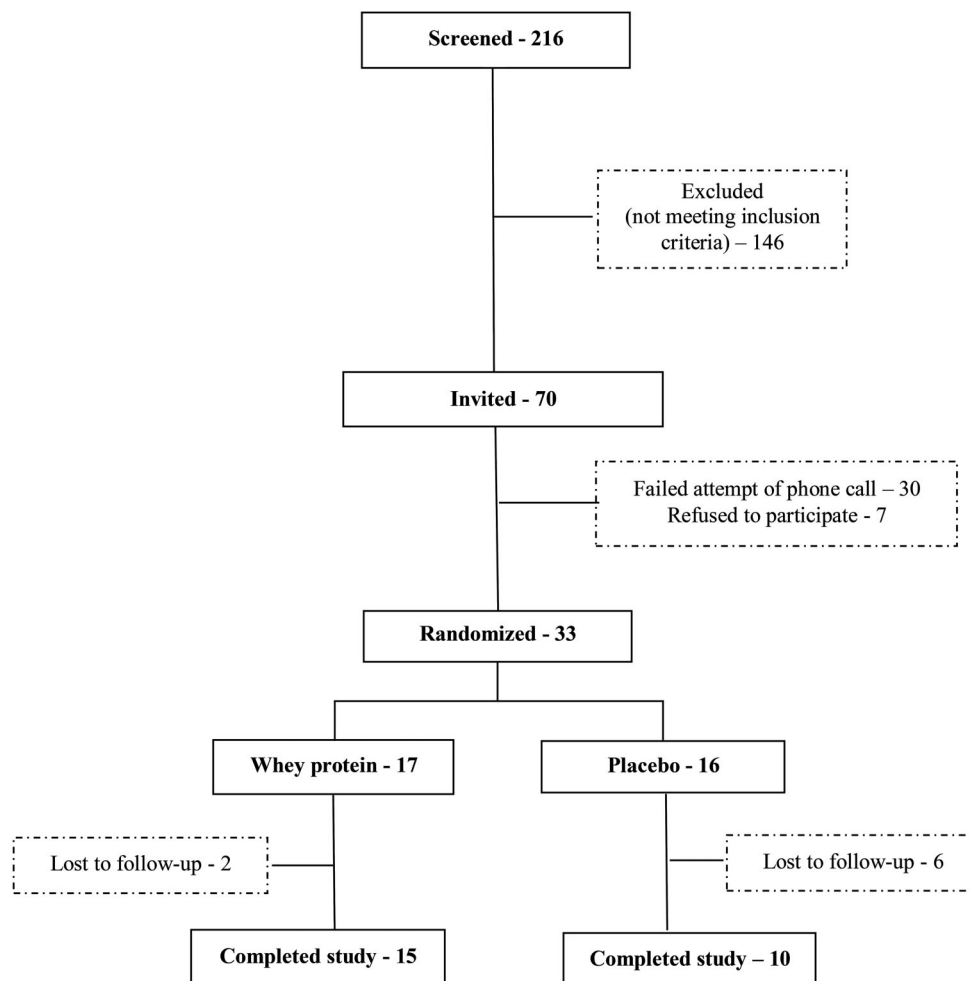 Screened - 216
Excluded
(not meeting inclusion
criteria) – 146
Invited - 70
Failed attempt of phone call – 30
Refused to participate - 7
Randomized - 33
Whey protein - 17
Placebo - 16
Lost to follow-up - 2
Lost to follow-up - 6
Completed study - 15
Completed study – 10